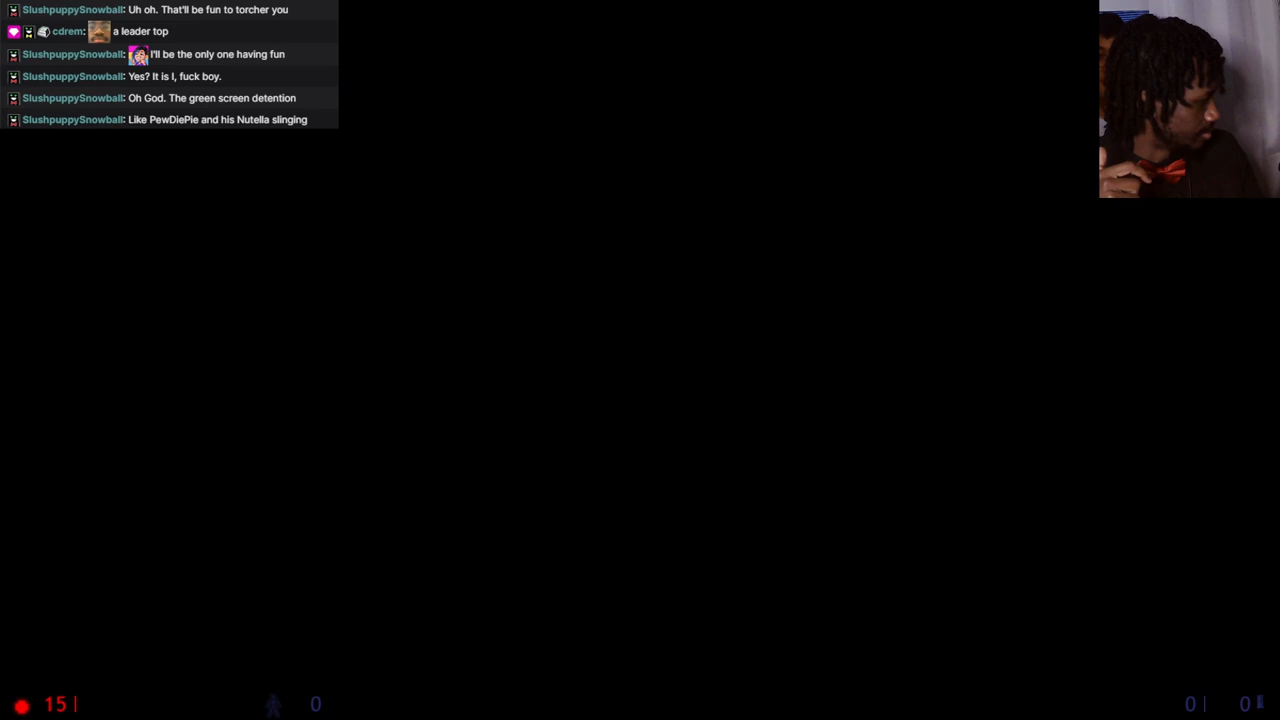 SlushpuppySnowball: Uh oh. That'll be fun to torcher you
cdrem: a leader top
SlushpuppySnowball: I'll be the only one having fun
SlushpuppySnowball: Yes? It is I, fuck boy.
SlushpuppySnowball: Oh God. The green screen detention
SlushpuppySnowball: Like PewDiePie and his Nutella slinging
15| 0 0| 0